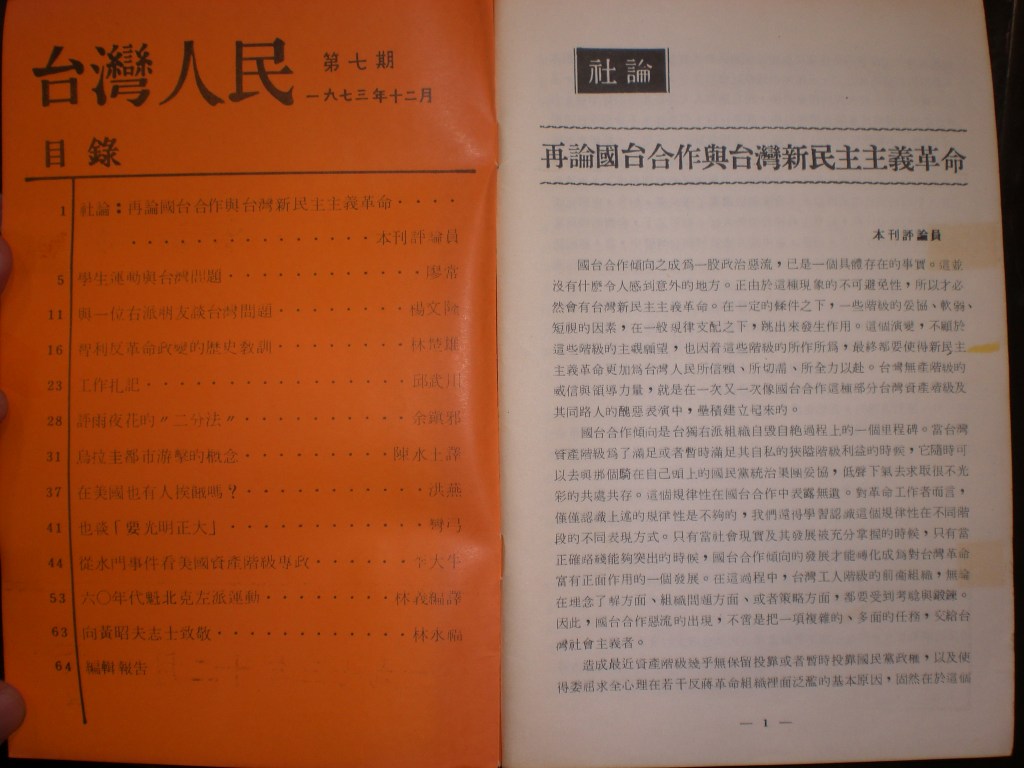 台灣人民
第七期
一九七三年十二月
目錄
1 社論：再論國台合作與台灣新民主主義革命・・・・
・・・・・・・・・・・・・・・本刊評論員
5 學生運動與台灣問題・・・・・・・・・・・廖常
11 與一位右派朋友談台灣問題・・・・・・・・楊文
16 智利反革命政變的歷史教訓・・・・・・・・林楚雄
23 工作札記・・・・・・・・・・・・・・・・邱武川
28 評雨夜花的〃二分法〃・・・・・・・・・・余鎮邪
31 烏拉圭都市游擊的概念・・・・・・・・・・陳水土譯
37 在美國也有人挨餓嗎？・・・・・・・・・・洪燕
41 也談「要光明正大」・・・・・・・・・・・彎弓
44 從水門事件看美國資產階級專政・・・・・・李大牛
53 六〇年代魁北克左派運動・・・・・・・・・林義編譯
63 向黃昭夫志士致敬・・・・・・・・・・・・林水福
64 編輯報告
社論
再論國台合作與台灣新民主主義革命
本刊評論員
國台合作傾向之成爲一股政治惡流，已是一個具體存在的事實。這並
沒有什麽令人感到意外的地方。正由於這種現象的不可避免性，所以才必
然會有台灣新民主主義革命。在一定的條件之下，一些階級的妥協、軟弱、
短視的因素，在一般規律支配之下，跳出來發生作用。這個演變，不顧於
這些階級的主觀願望，也因着這些階級的所作所爲，最終都要使得新民主
主義革命更加爲台灣人民所信賴、所切需、所全力以赴。台灣無產階級的
威信與領導力量，就是在一次又一次像國台合作這種部分台灣資產階級及
其同路人的醜惡表演中，壘積建立起來的。
國台合作傾向是台獨右派組織自毀自絕過程上的一個里程碑。當台灣
資產階級爲了滿足或者暫時滿足其自私的狹隘階級利益的時候，它隨時可
以去與那個騎在自己頭上的國民黨統治集團妥協，低聲下氣去求取很不光
彩的共處共存。這個規律性在國台合作中表露無遺。對革命工作者而言，
僅僅認識上述的規律性是不夠的，我們還得學習認識這個規律性在不同階
段的不同表現方式。只有當社會現實及其發展被充分掌握的時候，只有當
正確路綫能夠突出的時候，國台合作傾向的發展才能轉化成爲對台灣革命
富有正面作用的一個發展。在這過程中，台灣工人階級的前衞組織，無論
在理念了解方面、組織問題方面、或者策略方面，都要受到考驗與鍛鍊。
因此，國台合作惡流的出現，不啻是把一項複雜的、多面的任務，交給台
灣社會主義者。
造成最近資產階級幾乎無保留投靠或者暫時投靠國民黨政權，以及使
得委祖求全心理在若干反蔣革命組織裡面泛濫的基本原因，固然在於這個
— 1 —